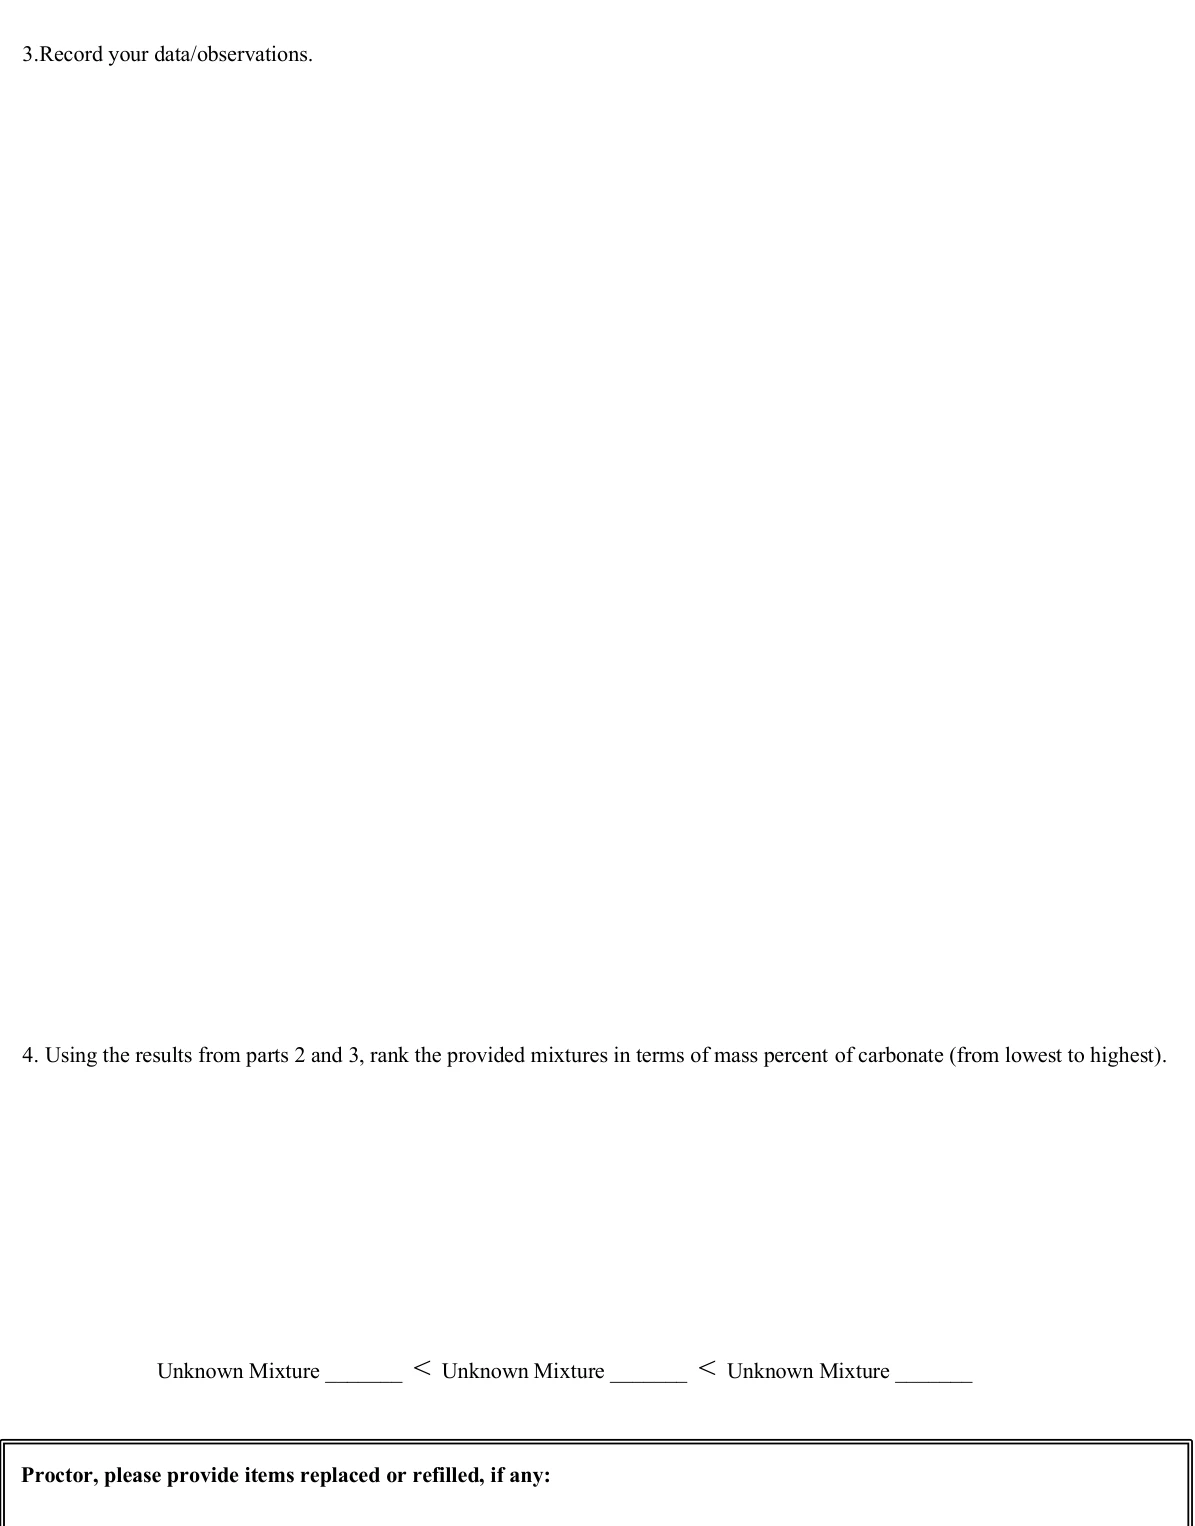 3.Record your data/observations.
4. Using the results from parts 2 and 3, rank the provided mixtures in terms of mass percent of carbonate (from lowest to highest).
Unknown Mixture _______ < Unknown Mixture _______ < Unknown Mixture _______
Proctor, please provide items replaced or refilled, if any: